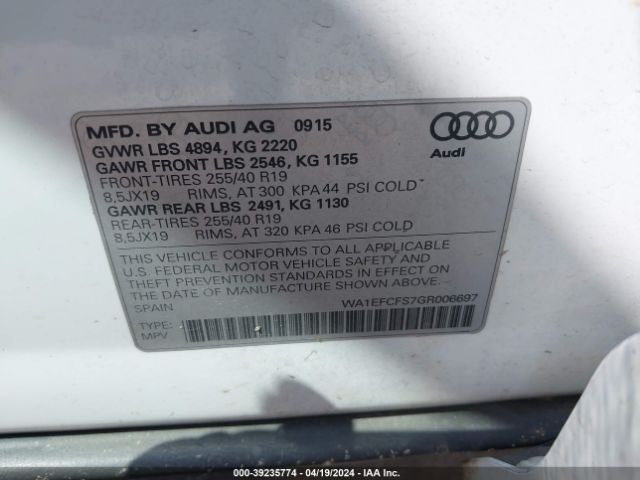 MFD. BY AUDI AG 0915
GVWR LBS 4894, KG 2220
GAWR FRONT LBS 2546, KG 1155
FRONT-TIRES 255/40 R19
8,5JX19 RIMS, AT 300 KPA 44 PSI COLD
GAWR REAR LBS 2491, KG 1130
REAR-TIRES 255/40 R19
8,5JX19 RIMS, AT 320 KPA 46 PSI COLD
Audi
THIS VEHICLE CONFORMS TO ALL APPLICABLE
U.S. FEDERAL MOTOR VEHICLE SAFETY AND
THEFT PREVENTION STANDARDS IN EFFECT ON
THE DATE OF MANUFACTURE SHOWN ABOVE.
SPAIN WA1EFCFS7GR006697
TYPE:
MPV
000-39235774 - 04/19/2024 - IAA Inc.